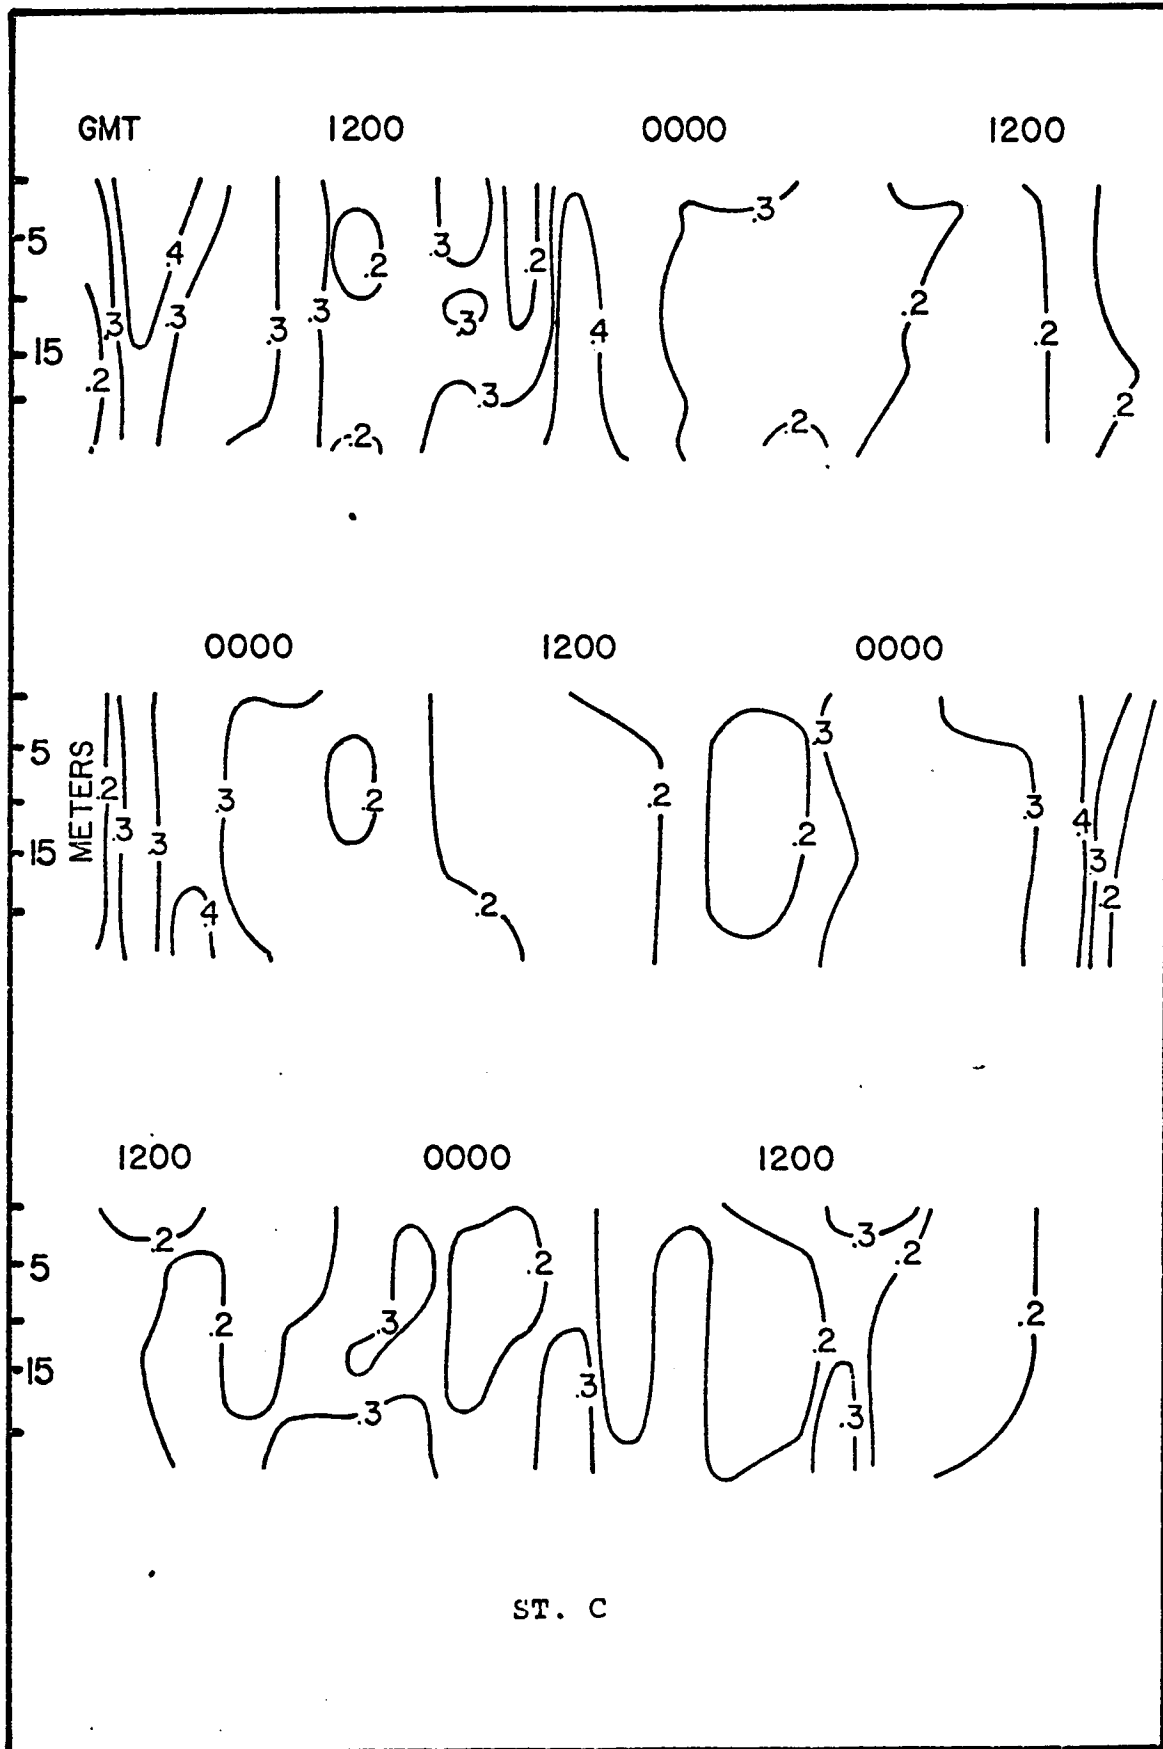 GMT 1200 0000 1200
.4 .3 .2 .2 .3
5
.3 .3 .3 .3 .3 .4 .2 .2
15
.2 .3 .2
.2 .2
0000 1200 0000
.3
5
METERS
.2 .3 .2 .2 .3
.3 .3 .2 .4
15
.3
.4 .2 .2
1200 0000 1200
.2 .3
5
.2 .2
.2 .3 .2 .2
15
.3
.3 .3
ST. C